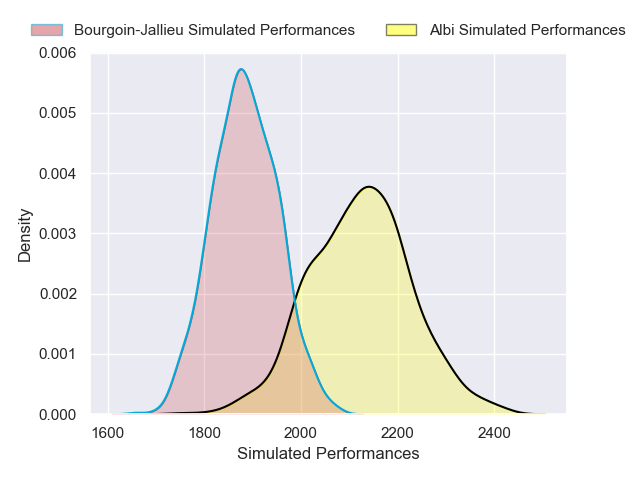 Bourgoin-Jallieu Simulated Performances Albi Simulated Performances
0.006
0.005
0.004
0.003
0.002
0.001
0.000
Density
1600 1800 2000 2200 2400
Simulated Performances